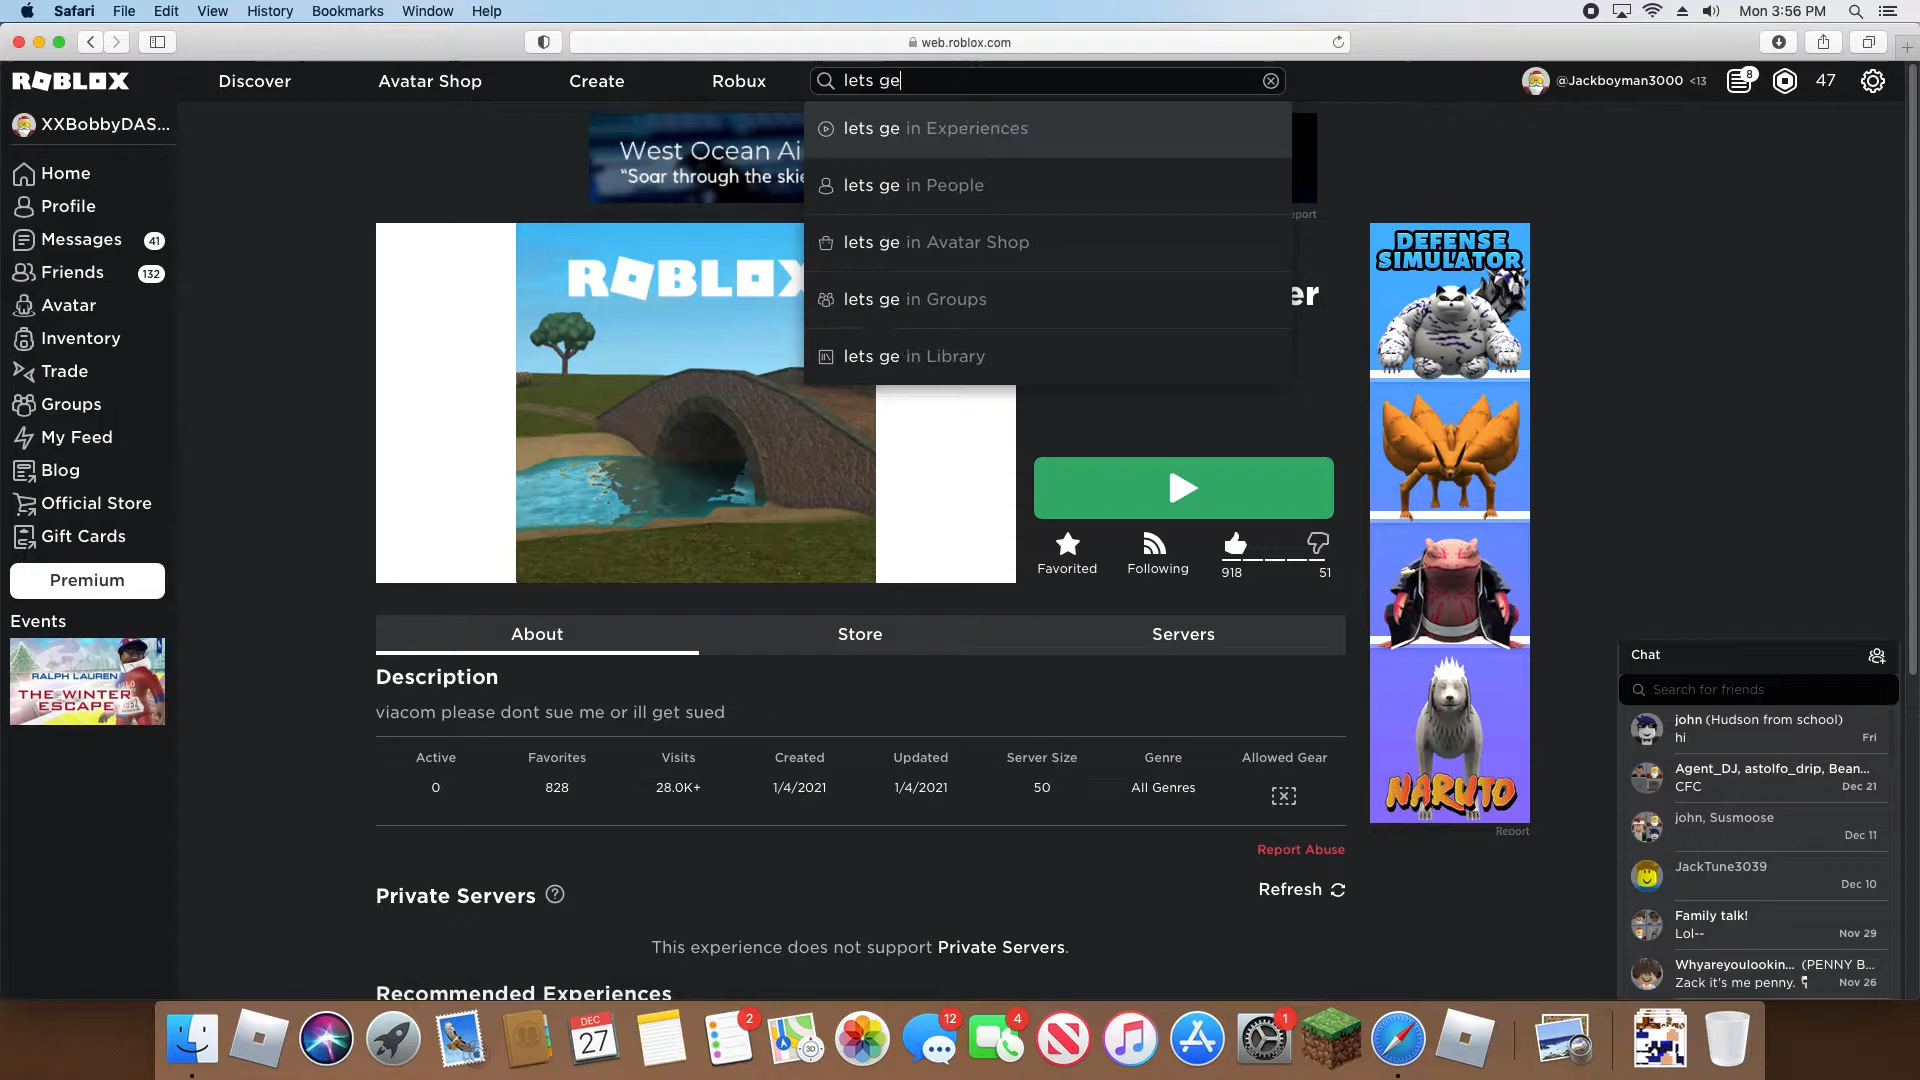 Safari File Edit View History Bookmarks Window Help
Mon 3:56 PM
web.roblox.com
ROBLOX
Discover
Avatar Shop
Create
Robux
lets ge
@Jackboyman3000 <13
8
47
XXBobbyDAS...
Home
Profile
Messages 41
Friends 132
Avatar
Inventory
Trade
Groups
My Feed
Blog
Official Store
Gift Cards
Premium
Events
RALPH LAUREN
THE WINTER
ESCAPE
lets ge in Experiences
lets ge in People
lets ge in Avatar Shop
lets ge in Groups
lets ge in Library
West Ocean Ai
“Soar through the skie
port
ROBLOX
er
Favorited
Following
918
51
About
Store
Servers
Description
viacom please dont sue me or ill get sued
Active Favorites Visits Created Updated Server Size Genre Allowed Gear
0 828 28.0K+ 1/4/2021 1/4/2021 50 All Genres
Report Abuse
Private Servers
Refresh
This experience does not support Private Servers.
Recommended Experiences
DEFENSE
SIMULATOR
NARUTO
Report
Chat
Search for friends
john (Hudson from school)
hi Fri
Agent_DJ, astolfo_drip, Bean...
CFC Dec 21
john, Susmoose
Dec 11
JackTune3039
Dec 10
Family talk!
Lol-- Nov 29
Whyareyoulookin... (PENNY B...
Zack it's me penny. Nov 26
DEC
27
2
3D
12
4
1